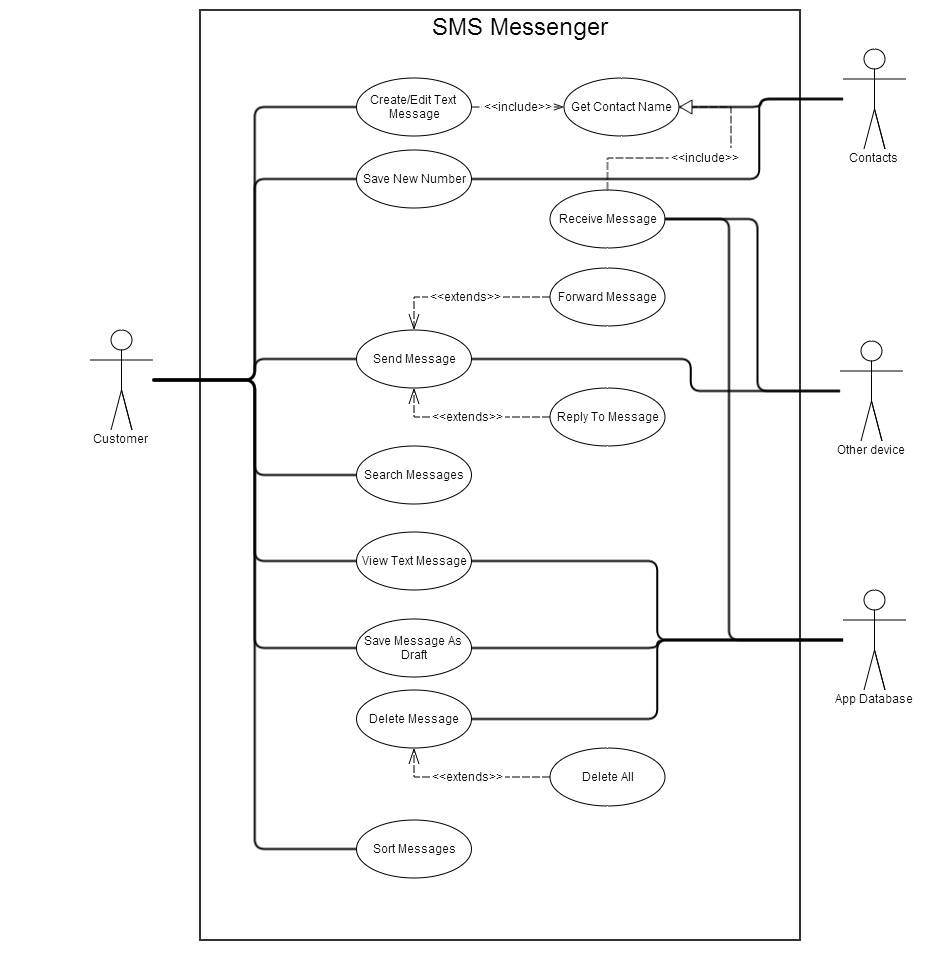 SMS Messenger
Create/Edit Text
Message
<<include>>
Get Contact Name
Contacts
<<include>>
Save New Number
Receive Message
<<extends>>
Forward Message
Send Message
Customer
<<extends>>
Reply To Message
Other device
Search Messages
View Text Message
Save Message As
Draft
App Database
Delete Message
<<extends>>
Delete All
Sort Messages